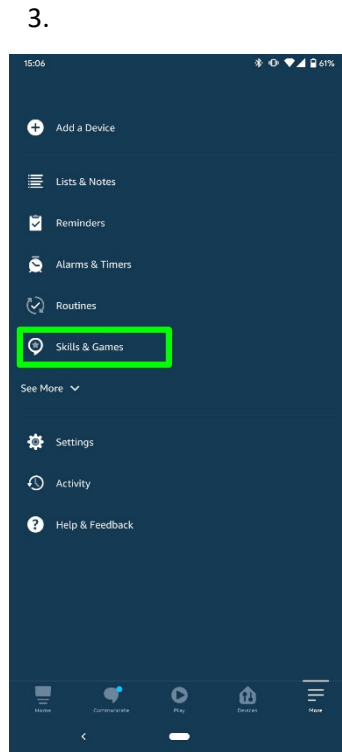 3.
15:06 61%
Add a Device
Lists & Notes
Reminders
Alarms & Timers
Routines
Skills & Games
See More
Settings
Activity
Help & Feedback
Home Communicate Play Devices More